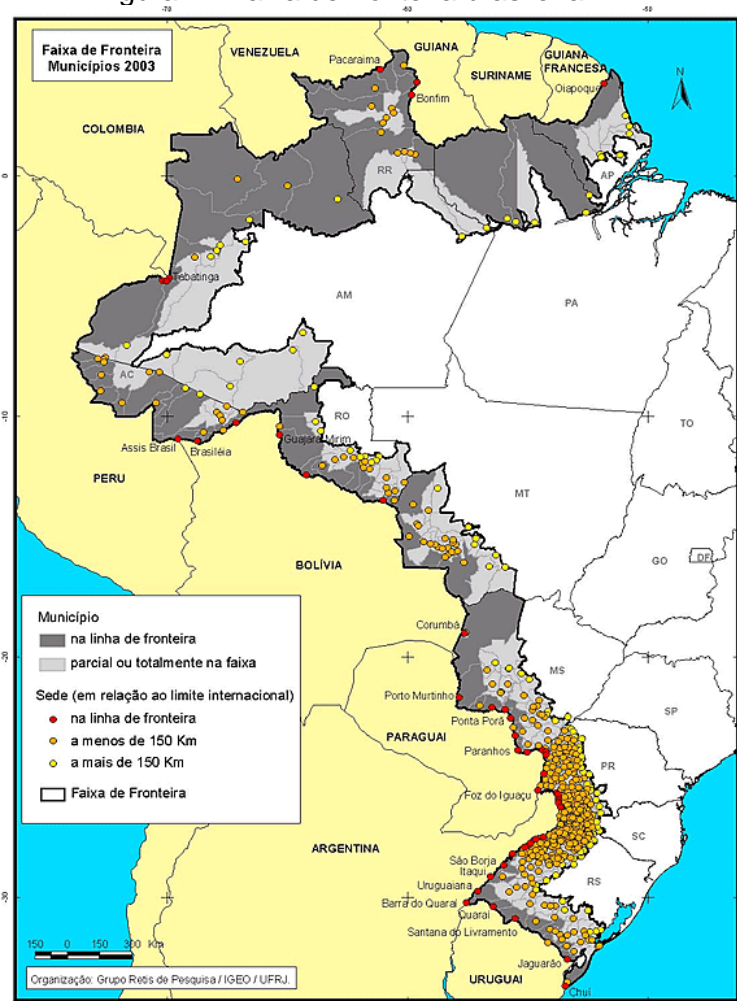 -70
-50
Faixa de Fronteira
Municípios 2003
VENEZUELA
GUIANA
SURINAME
GUIANA
FRANCESA
Pacaraima
Bonfim
Oiapoque
N
COLOMBIA
RR
AP
0
Tabatinga
AM
PA
AC
RO
TO
-10
Assis Brasil
Brasiléia
Guajará Mirim
PERU
MT
BOLÍVIA
GO
DF
Município
na linha de fronteira
parcial ou totalmente na faixa
Sede (em relação ao limite internacional)
na linha de fronteira
a menos de 150 Km
a mais de 150 Km
Faixa de Fronteira
Corumbá
MS
Porto Murtinho
SP
Ponta Porã
PARAGUAI
Paranhos
PR
Foz do Iguaçu
SC
ARGENTINA
São Borja
Itaqui
RS
Uruguaiana
Barra do Quaraí
Quaraí
Santana do Livramento
150 0 150 300 Km
Jaguarão
Organização: Grupo Retis de Pesquisa / IGEO / UFRJ.
URUGUAI
Chuí